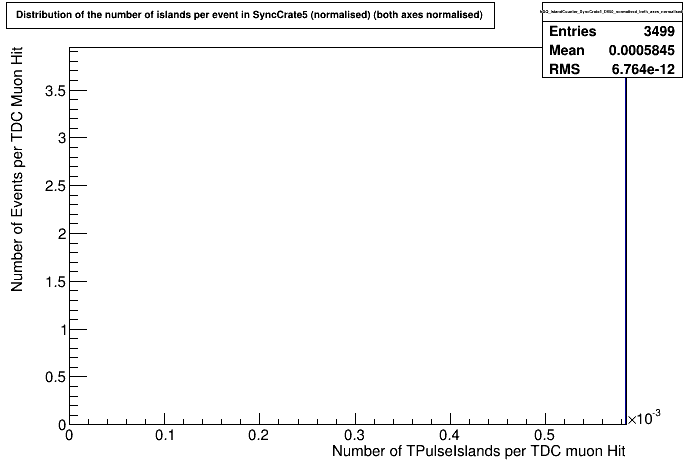 Distribution of the number of islands per event in SyncCrate5 (normalised) (both axes normalised)
Entries 3499
Mean 0.0005845
RMS 6.764e-12
Number of Events per TDC Muon Hit
3.5
3
2.5
2
1.5
1
0.5
0
0 0.1 0.2 0.3 0.4 0.5
×10⁻³
Number of TPulseIslands per TDC muon Hit